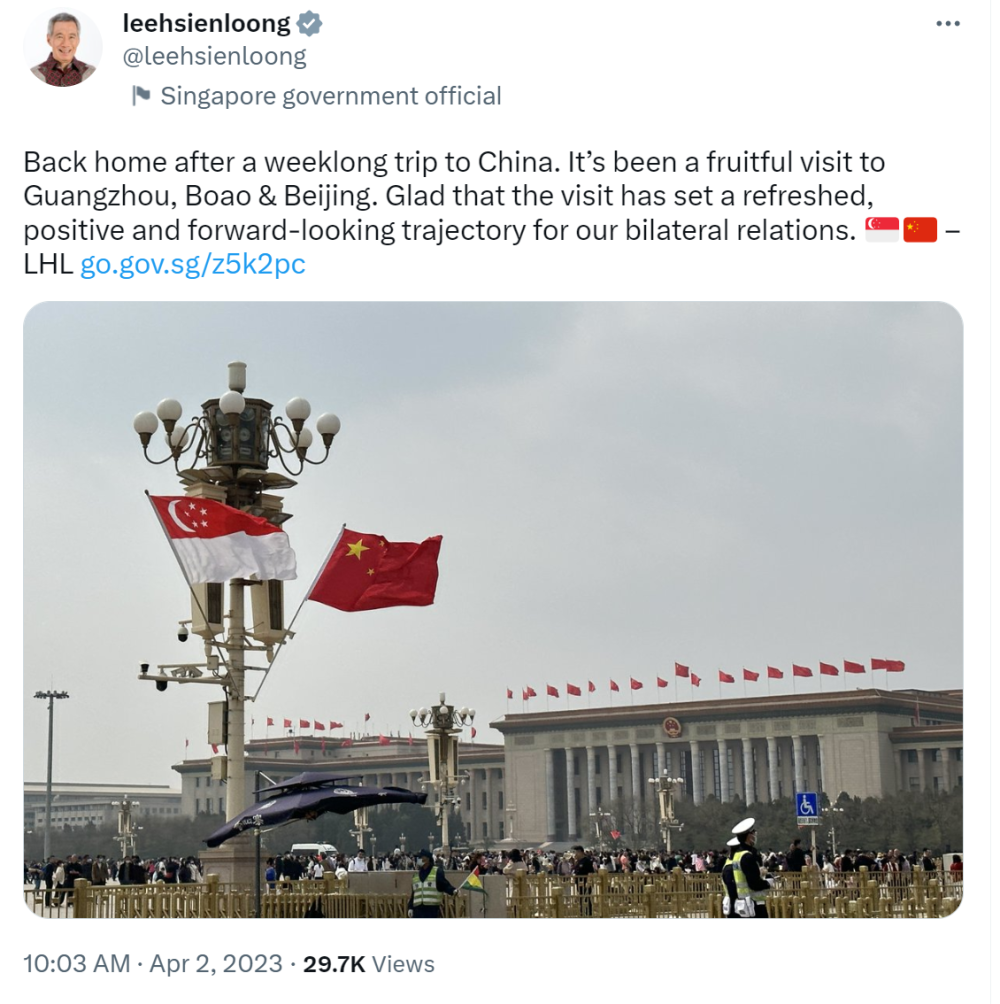 leehsienloong
@leehsienloong
Singapore government official
Back home after a weeklong trip to China. It’s been a fruitful visit to
Guangzhou, Boao & Beijing. Glad that the visit has set a refreshed,
positive and forward-looking trajectory for our bilateral relations. 🇸🇬🇨🇳 –
LHL go.gov.sg/z5k2pc
10:03 AM · Apr 2, 2023 · 29.7K Views